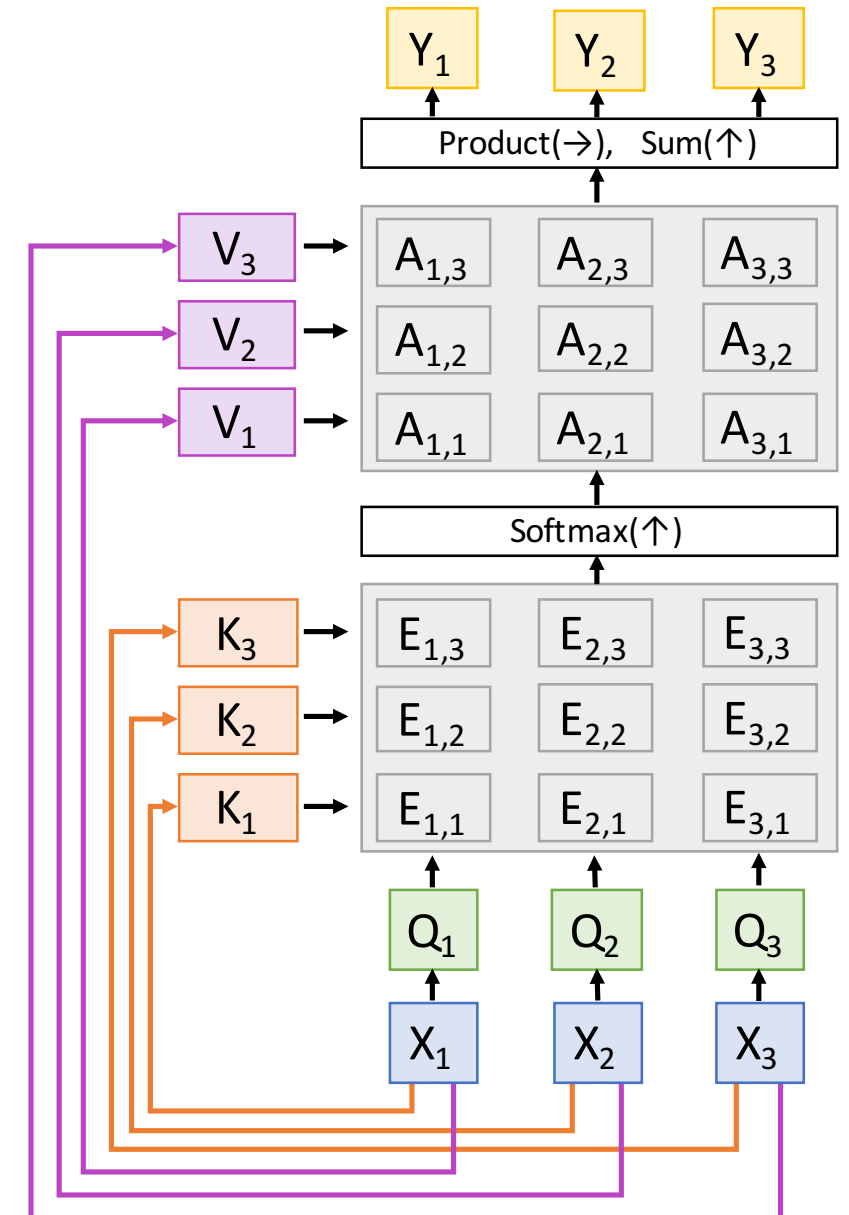 Y₁ Y₂ Y₃
Product(→), Sum(↑)
V₃ A₁,₃ A₂,₃ A₃,₃
V₂ A₁,₂ A₂,₂ A₃,₂
V₁ A₁,₁ A₂,₁ A₃,₁
Softmax(↑)
K₃ E₁,₃ E₂,₃ E₃,₃
K₂ E₁,₂ E₂,₂ E₃,₂
K₁ E₁,₁ E₂,₁ E₃,₁
Q₁ Q₂ Q₃
X₁ X₂ X₃